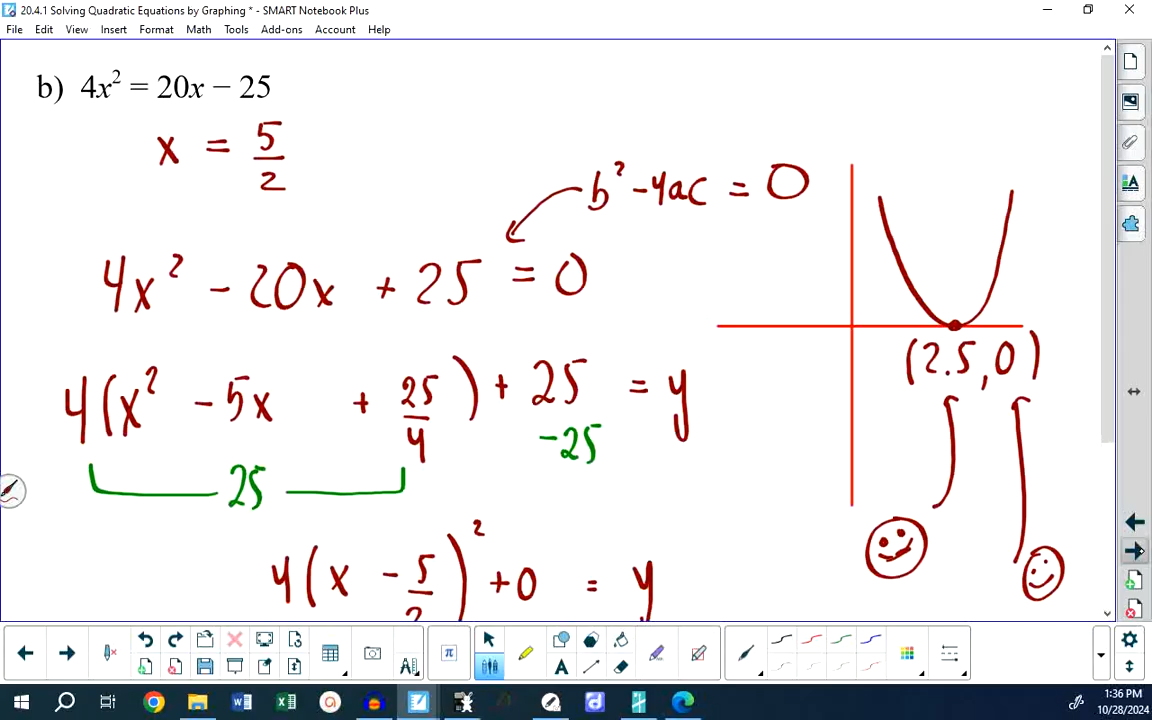 20.4.1 Solving Quadratic Equations by Graphing * - SMART Notebook Plus
File Edit View Insert Format Math Tools Add-ons Account Help
b) 4x² = 20x − 25
x = 5/2
b² - 4ac = 0
4x² - 20x + 25 = 0
(2.5, 0)
4(x² - 5x + 25/4) + 25 = y
-25
25
4(x - 5/2)² + 0 = y
π
A
1:36 PM
10/28/2024